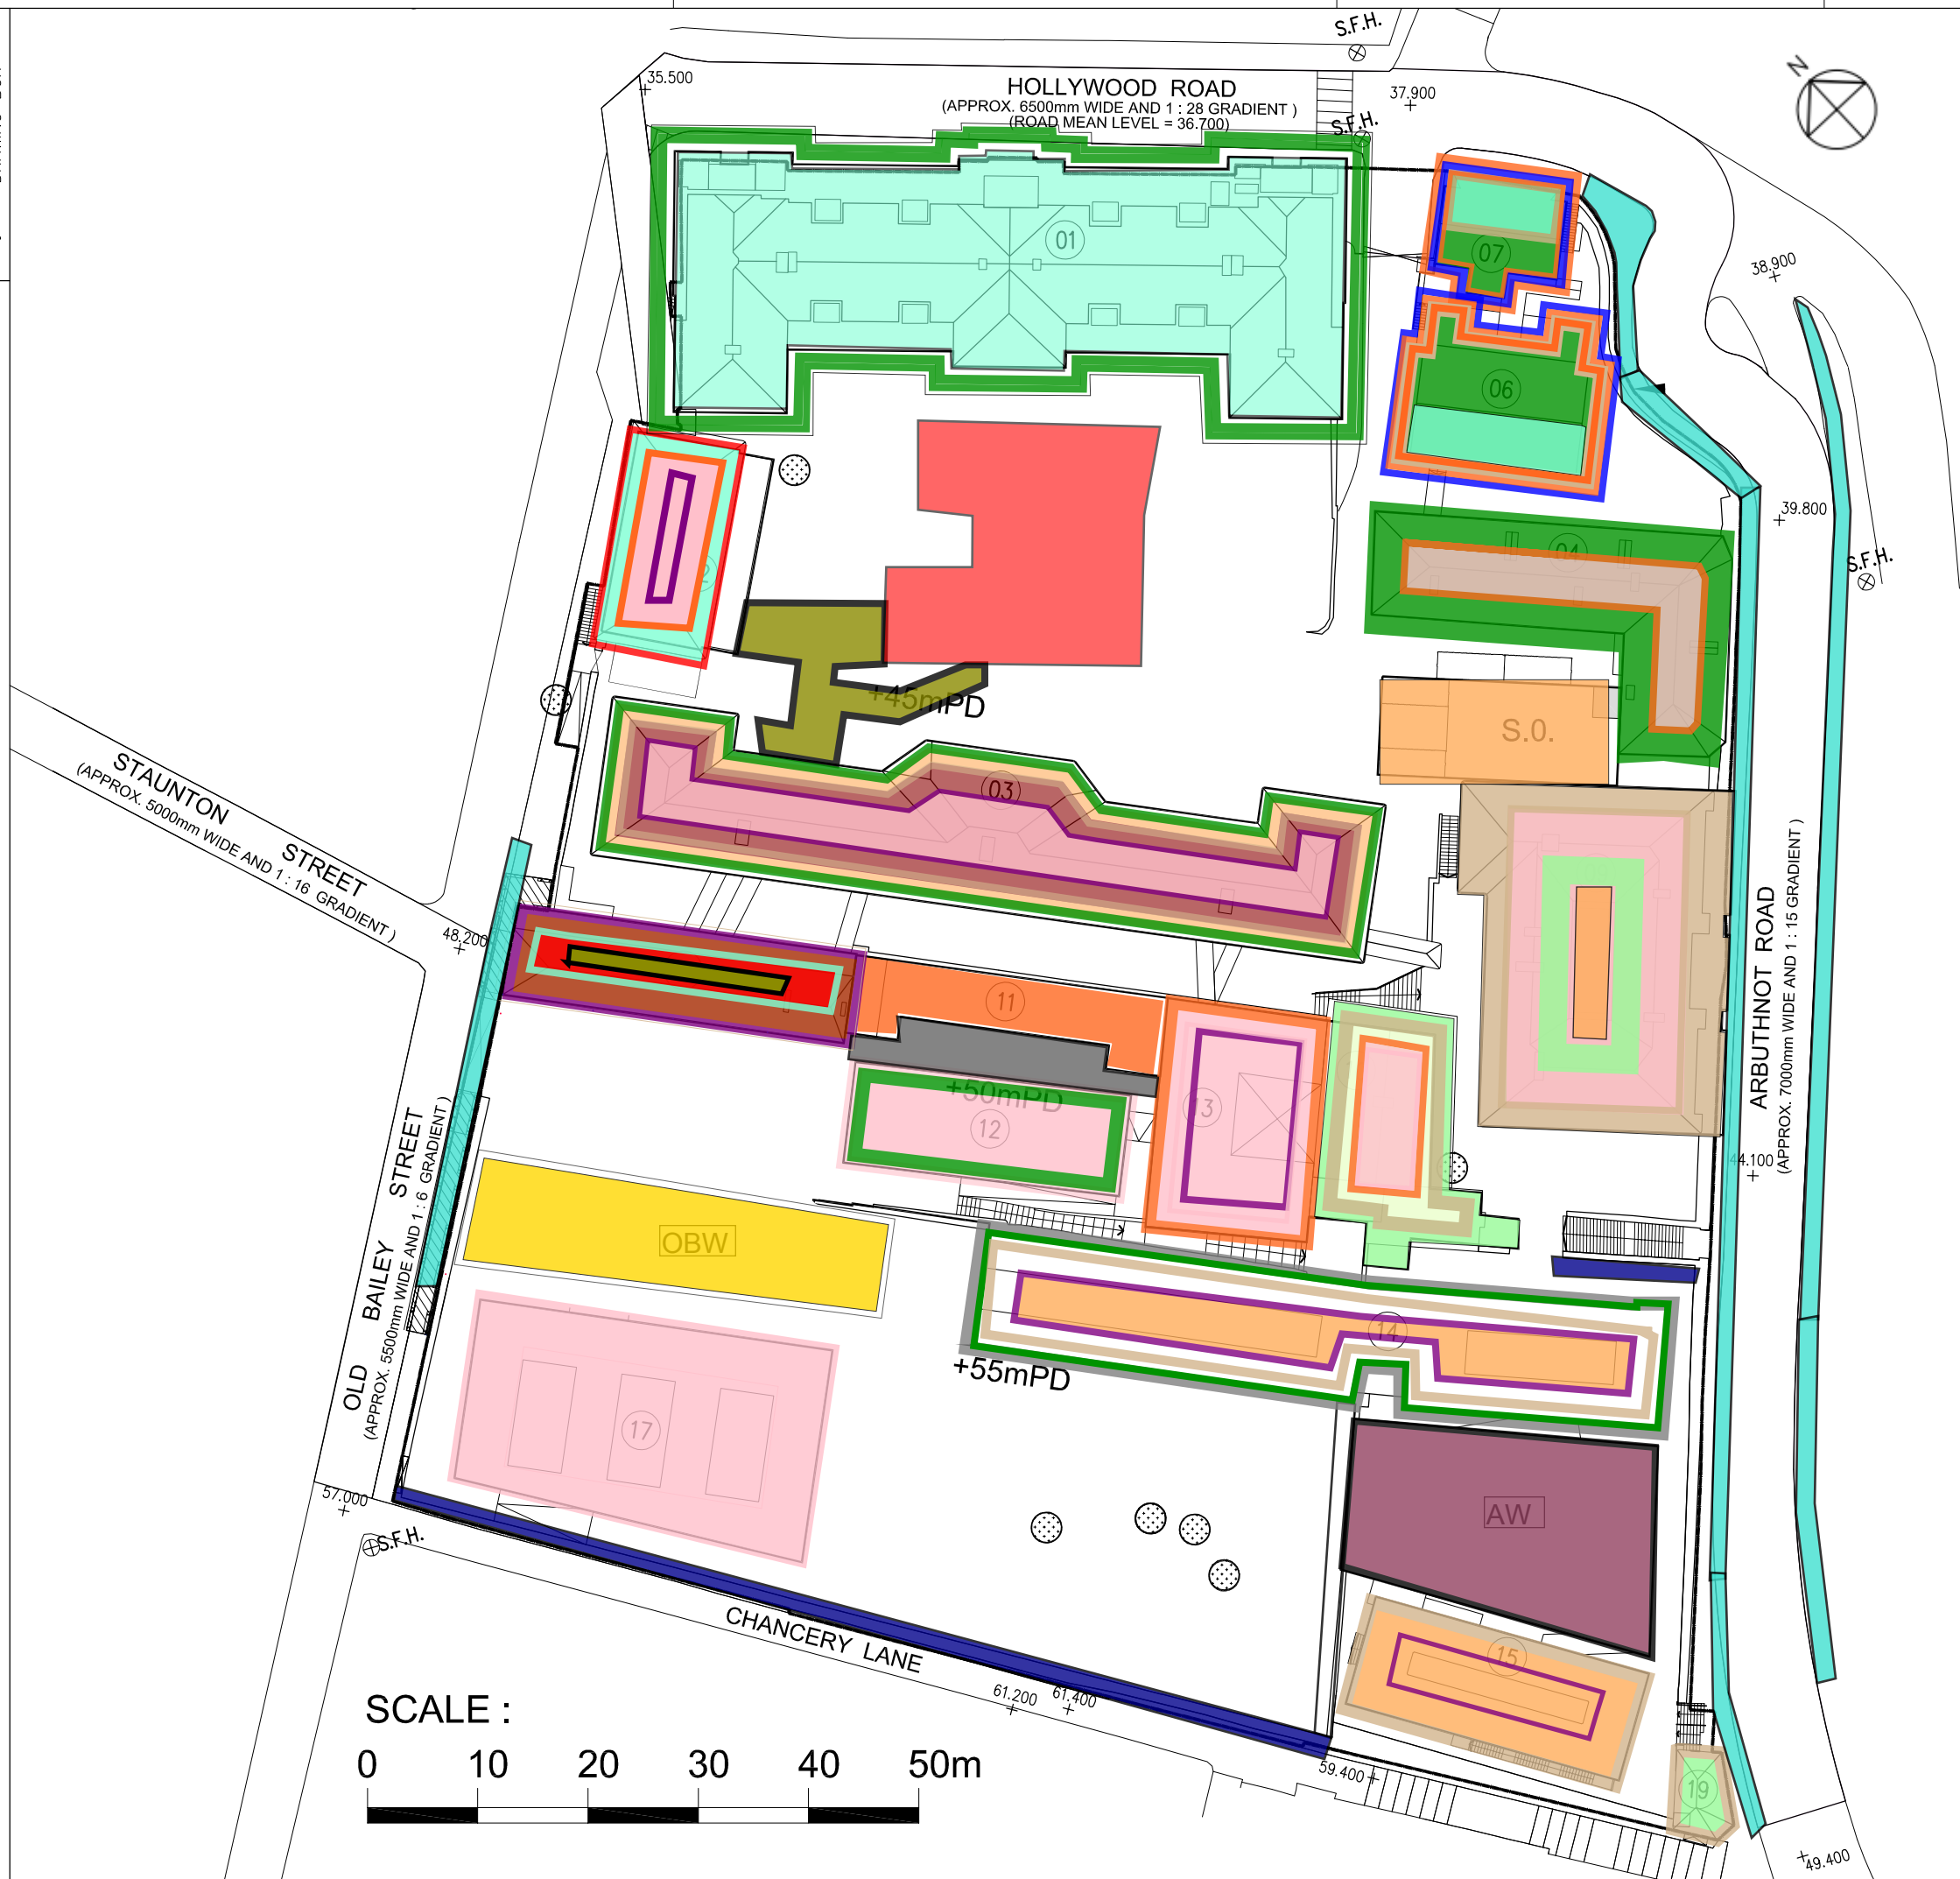 S.F.H.
35.500
HOLLYWOOD ROAD
(APPROX. 6500mm WIDE AND 1 : 28 GRADIENT )
(ROAD MEAN LEVEL = 36.700)
37.900
N
S.F.H.
01
07
38.900
06
39.800
04
S.F.H.
+45mPD
S.O.
03
STAUNTON STREET
(APPROX. 5000mm WIDE AND 1 : 16 GRADIENT )
48.200
11
ARBUTHNOT ROAD
(APPROX. 7000mm WIDE AND 1 : 15 GRADIENT )
+50mPD
12
13
44.100
OLD BAILEY STREET
(APPROX. 5500mm WIDE AND 1 : 6 GRADIENT )
OBW
14
+55mPD
17
57.000
S.F.H.
AW
CHANCERY LANE
15
61.200
61.400
59.400
19
49.400
SCALE :
0 10 20 30 40 50m